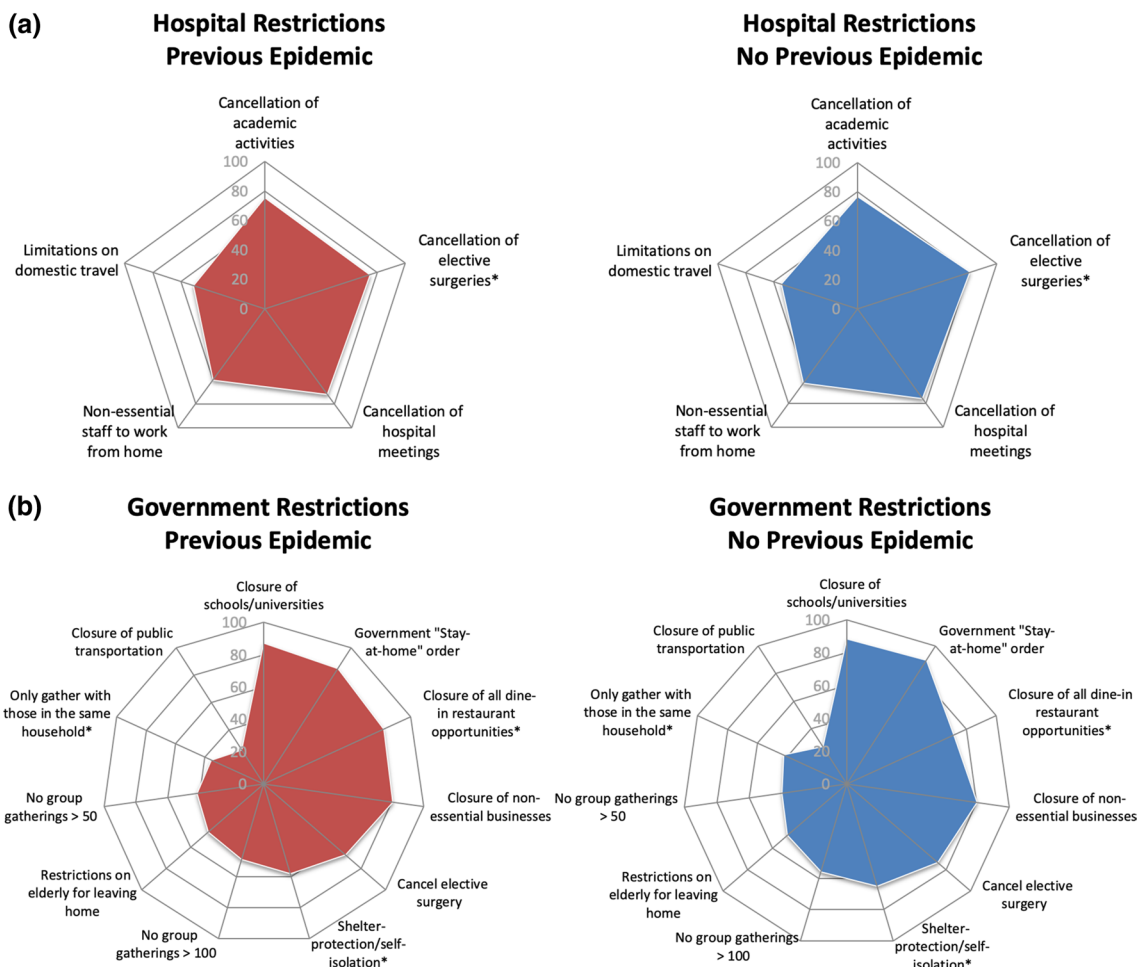 (a)
Hospital Restrictions
Previous Epidemic
Cancellation of
academic
activities
100
80
60
40
20
0
Cancellation of
elective
surgeries*
Cancellation of
hospital
meetings
Non-essential
staff to work
from home
Limitations on
domestic travel
Hospital Restrictions
No Previous Epidemic
Cancellation of
academic
activities
100
80
60
40
20
0
Cancellation of
elective
surgeries*
Cancellation of
hospital
meetings
Non-essential
staff to work
from home
Limitations on
domestic travel
(b)
Government Restrictions
Previous Epidemic
Closure of
schools/universities
100
80
60
40
20
0
Government "Stay-
at-home" order
Closure of all dine-
in restaurant
opportunities*
Closure of non-
essential businesses
Cancel elective
surgery
Shelter-
protection/self-
isolation*
No group
gatherings > 100
Restrictions on
elderly for leaving
home
No group
gatherings > 50
Only gather with
those in the same
household*
Closure of public
transportation
Government Restrictions
No Previous Epidemic
Closure of
schools/universities
100
80
60
40
20
0
Government "Stay-
at-home" order
Closure of all dine-in
restaurant
opportunities*
Closure of non-
essential businesses
Cancel elective
surgery
Shelter-
protection/self-
isolation*
No group gatherings
> 100
Restrictions on
elderly for leaving
home
No group gatherings
> 50
Only gather with
those in the same
household*
Closure of public
transportation